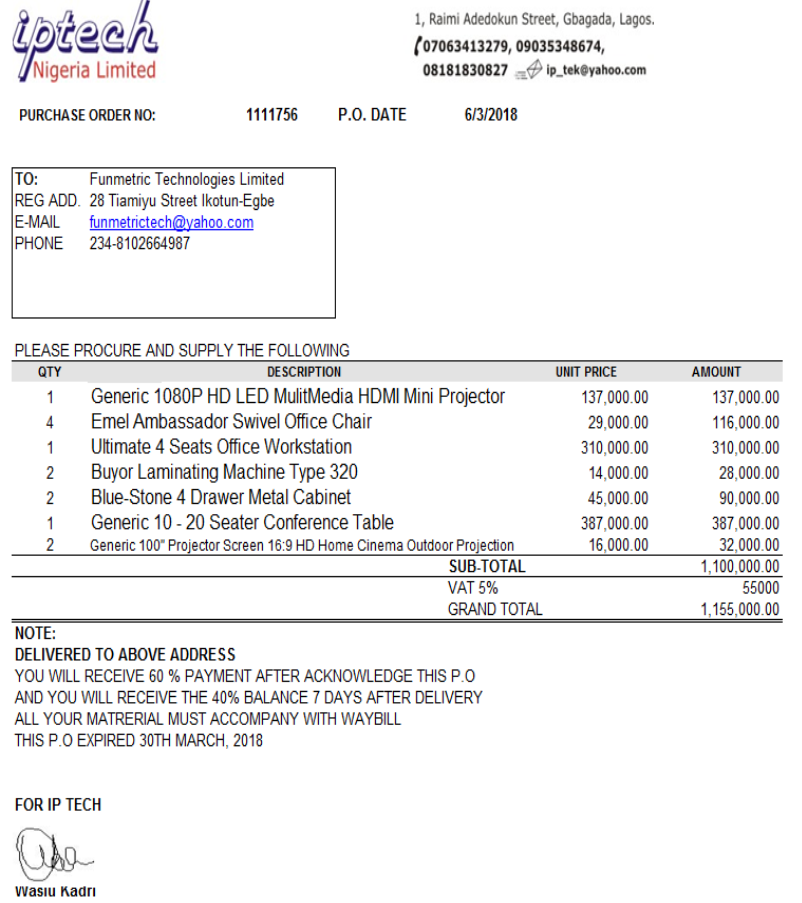 iptech
Nigeria Limited
1, Raimi Adedokun Street, Gbagada, Lagos.
07063413279, 09035348674,
08181830827 ip_tek@yahoo.com
PURCHASE ORDER NO: 1111756 P.O. DATE 6/3/2018
TO: Funmetric Technologies Limited
REG ADD. 28 Tiamiyu Street Ikotun-Egbe
E-MAIL funmetrictech@yahoo.com
PHONE 234-8102664987
PLEASE PROCURE AND SUPPLY THE FOLLOWING
QTY DESCRIPTION UNIT PRICE AMOUNT
1 Generic 1080P HD LED MulitMedia HDMI Mini Projector 137,000.00 137,000.00
4 Emel Ambassador Swivel Office Chair 29,000.00 116,000.00
1 Ultimate 4 Seats Office Workstation 310,000.00 310,000.00
2 Buyor Laminating Machine Type 320 14,000.00 28,000.00
2 Blue-Stone 4 Drawer Metal Cabinet 45,000.00 90,000.00
1 Generic 10 - 20 Seater Conference Table 387,000.00 387,000.00
2 Generic 100" Projector Screen 16:9 HD Home Cinema Outdoor Projection 16,000.00 32,000.00
SUB-TOTAL 1,100,000.00
VAT 5% 55000
GRAND TOTAL 1,155,000.00
NOTE:
DELIVERED TO ABOVE ADDRESS
YOU WILL RECEIVE 60 % PAYMENT AFTER ACKNOWLEDGE THIS P.O
AND YOU WILL RECEIVE THE 40% BALANCE 7 DAYS AFTER DELIVERY
ALL YOUR MATRERIAL MUST ACCOMPANY WITH WAYBILL
THIS P.O EXPIRED 30TH MARCH, 2018
FOR IP TECH
Wasiu Kadri